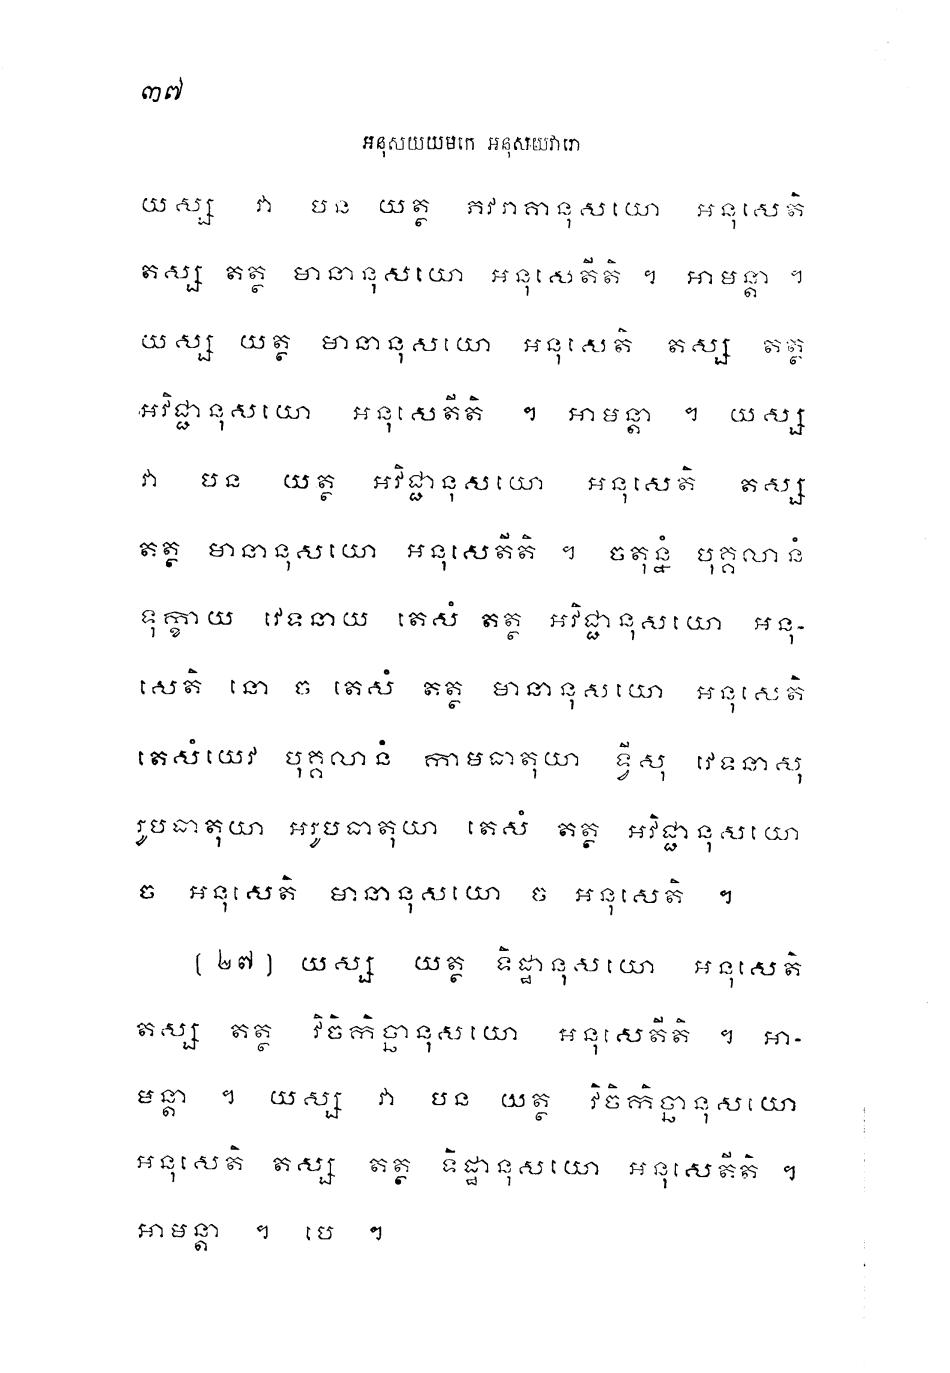 ៣៧
អនុសយយមកេ អនុសយវារោ
យស្ស វា បន យត្ថ ភវរាគានុសយោ អនុសេតិ
តស្ស តត្ថ មានានុសយោ អនុសេតីតិ ។ អាមន្តា ។
យស្ស យត្ថ មានានុសយោ អនុសេតិ តស្ស តត្ថ
អវិជ្ជានុសយោ អនុសេតីតិ ។ អាមន្តា ។ យស្ស
វា បន យត្ថ អវិជ្ជានុសយោ អនុសេតិ តស្ស
តត្ថ មានានុសយោ អនុសេតីតិ ។ ចតុន្នំ បុគ្គលានំ
ទុក្ខាយ វេទនាយ តេសំ តត្ថ អវិជ្ជានុសយោ អនុ-
សេតិ នោ ច តេសំ តត្ថ មានានុសយោ អនុសេតិ
តេសំយេវ បុគ្គលានំ កាមធាតុយា ទ្វីសុ វេទនាសុ
រូបធាតុយា អរូបធាតុយា តេសំ តត្ថ អវិជ្ជានុសយោ
ច អនុសេតិ មានានុសយោ ច អនុសេតិ ។
(២៧) យស្ស យត្ថ ទិដ្ឋានុសយោ អនុសេតិ
តស្ស តត្ថ វិចិកិច្ឆានុសយោ អនុសេតីតិ ។ អា-
មន្តា ។ យស្ស វា បន យត្ថ វិចិកិច្ឆានុសយោ
អនុសេតិ តស្ស តត្ថ ទិដ្ឋានុសយោ អនុសេតីតិ ។
អាមន្តា ។ បេ ។